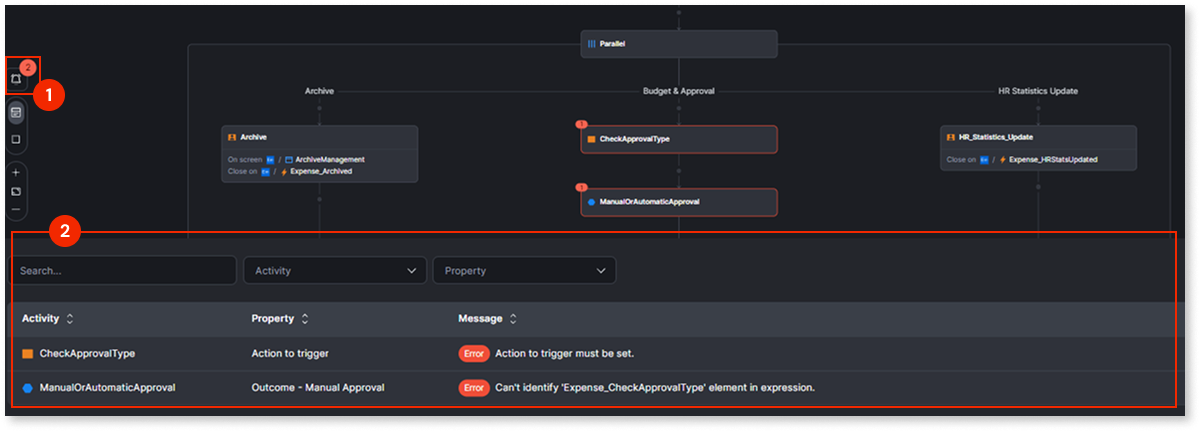 Parallel
2
1
Archive
Budget & Approval
HR Statistics Update
Archive
On screen / ArchiveManagement
Close on / Expense_Archived
1
CheckApprovalType
HR_Statistics_Update
Close on / Expense_HRStatsUpdated
1
ManualOrAutomaticApproval
2
Search...
Activity
Property
Activity Property Message
CheckApprovalType Action to trigger Error Action to trigger must be set.
ManualOrAutomaticApproval Outcome - Manual Approval Error Can't identify 'Expense_CheckApprovalType' element in expression.